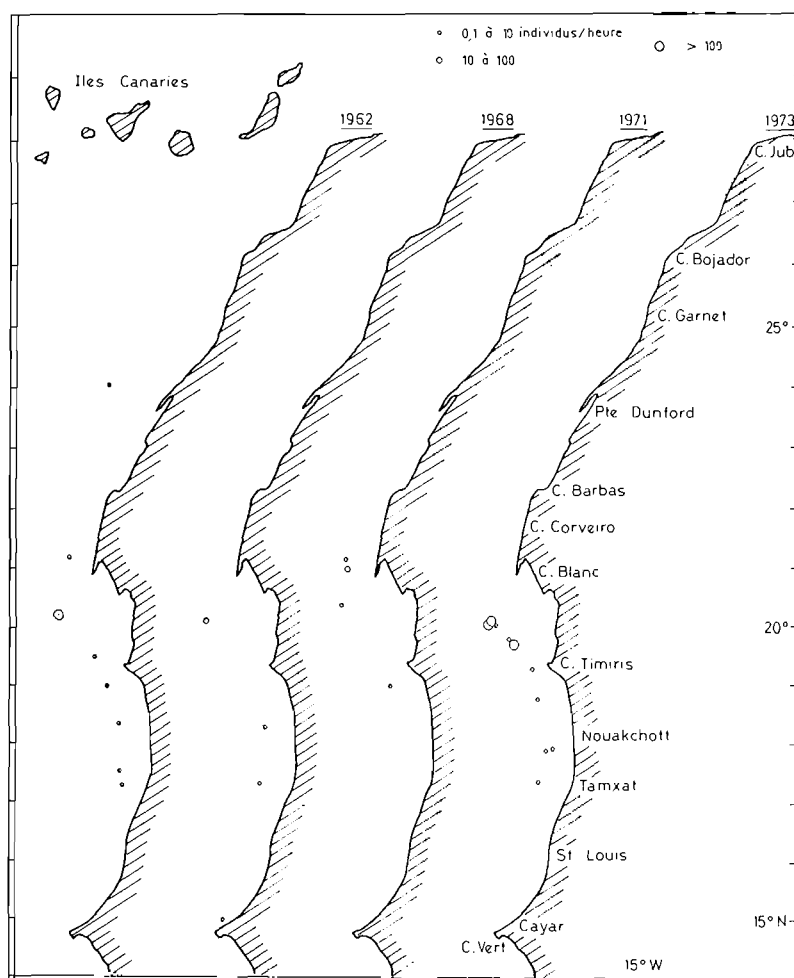 0,1 à 10 individus/heure
10 à 100
> 100
Iles Canaries
1962
1968
1971
1973
C. Jub
C. Bojador
C. Garnet
25°
Pte Dunford
C. Barbas
C. Corveiro
C. Blanc
20°
C. Timiris
Nouakchott
Tamxat
St Louis
15° N
Cayar
C. Vert
15° W